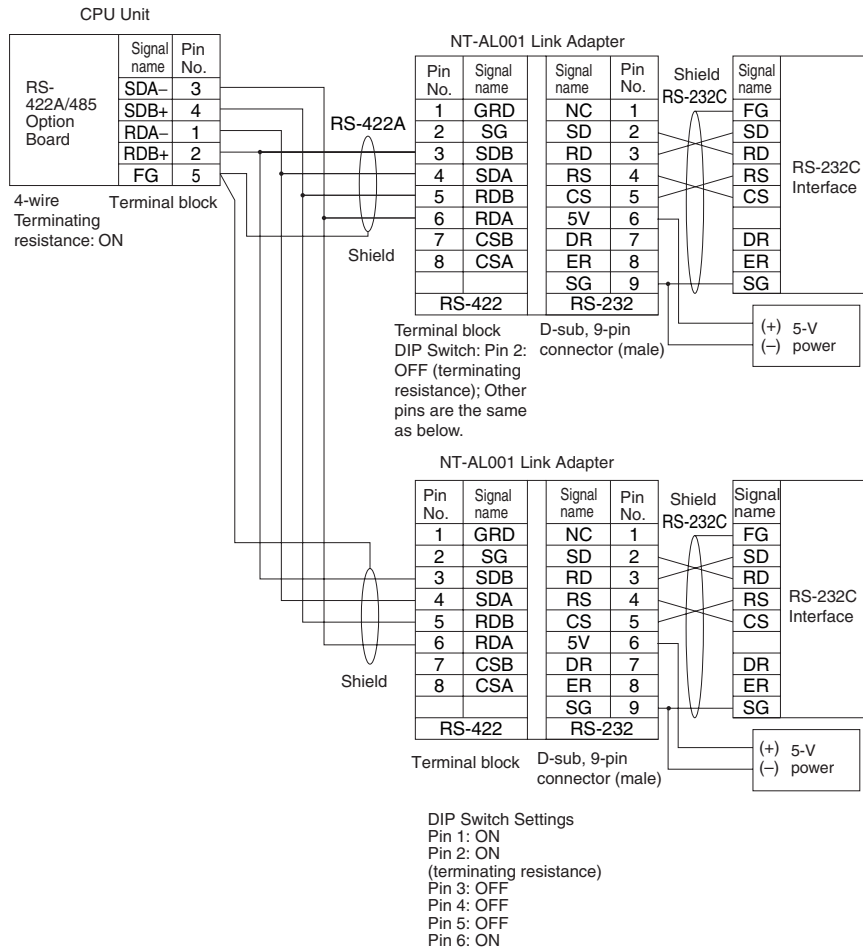 CPU Unit
Signal name Pin No.
RS-422A/485 Option Board
SDA− 3
SDB+ 4
RDA− 1
RDB+ 2
FG 5
4-wire
Terminating
resistance: ON
Terminal block
RS-422A
Shield
NT-AL001 Link Adapter
Pin No. Signal name Signal name Pin No.
1 GRD NC 1
2 SG SD 2
3 SDB RD 3
4 SDA RS 4
5 RDB CS 5
6 RDA 5V 6
7 CSB DR 7
8 CSA ER 8
SG 9
RS-422 RS-232
Shield
RS-232C
Signal name
FG
SD
RD
RS
CS
DR
ER
SG
RS-232C
Interface
(+) 5-V
(−) power
Terminal block
DIP Switch: Pin 2:
OFF (terminating
resistance); Other
pins are the same
as below.
D-sub, 9-pin
connector (male)
NT-AL001 Link Adapter
Pin No. Signal name Signal name Pin No.
1 GRD NC 1
2 SG SD 2
3 SDB RD 3
4 SDA RS 4
5 RDB CS 5
6 RDA 5V 6
7 CSB DR 7
8 CSA ER 8
SG 9
RS-422 RS-232
Shield
Shield
RS-232C
Signal name
FG
SD
RD
RS
CS
DR
ER
SG
RS-232C
Interface
(+) 5-V
(−) power
Terminal block
D-sub, 9-pin
connector (male)
DIP Switch Settings
Pin 1: ON
Pin 2: ON
(terminating resistance)
Pin 3: OFF
Pin 4: OFF
Pin 5: OFF
Pin 6: ON